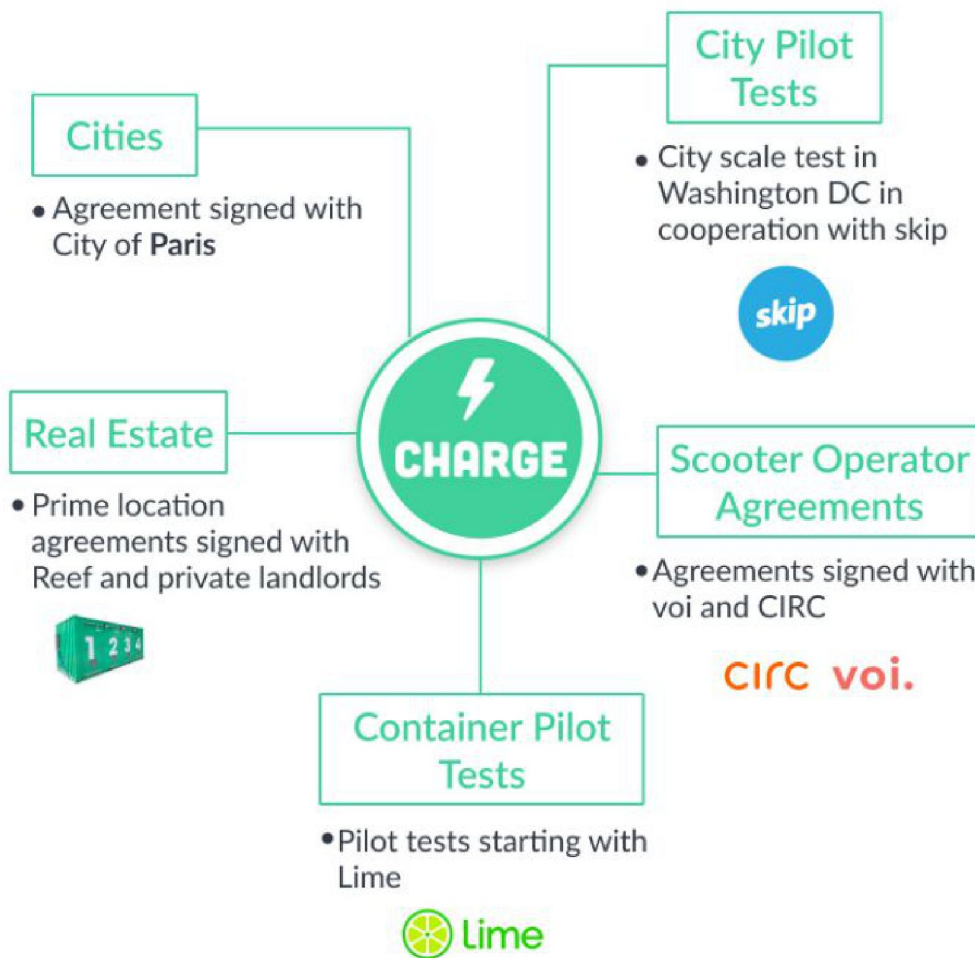 City Pilot
Tests
• City scale test in
Washington DC in
cooperation with skip
skip
Cities
• Agreement signed with
City of Paris
CHARGE
Real Estate
• Prime location
agreements signed with
Reef and private landlords
1 2 3 4
Scooter Operator
Agreements
• Agreements signed with
voi and CIRC
circ voi.
Container Pilot
Tests
• Pilot tests starting with
Lime
Lime